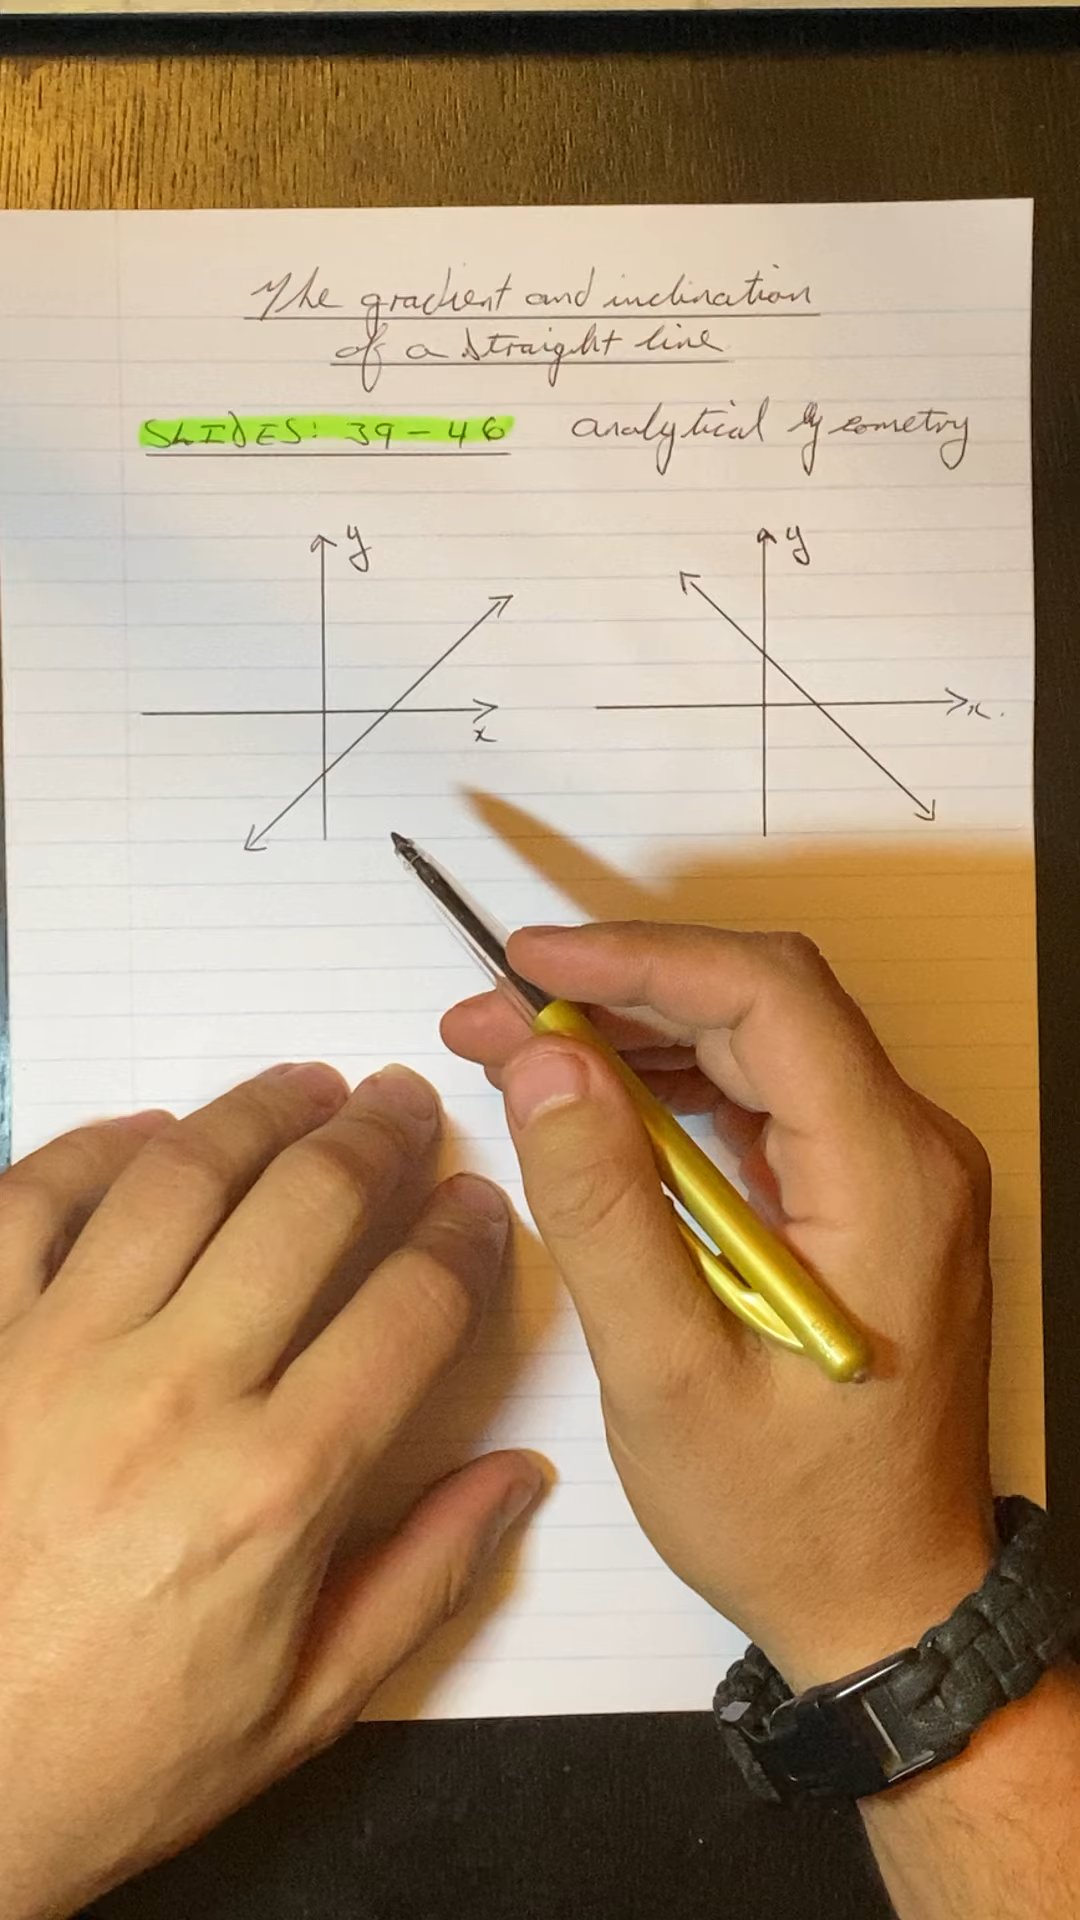 The gradient and inclination
of a straight line
SLIDES: 39 - 46 analytical geometry
y y
x x.